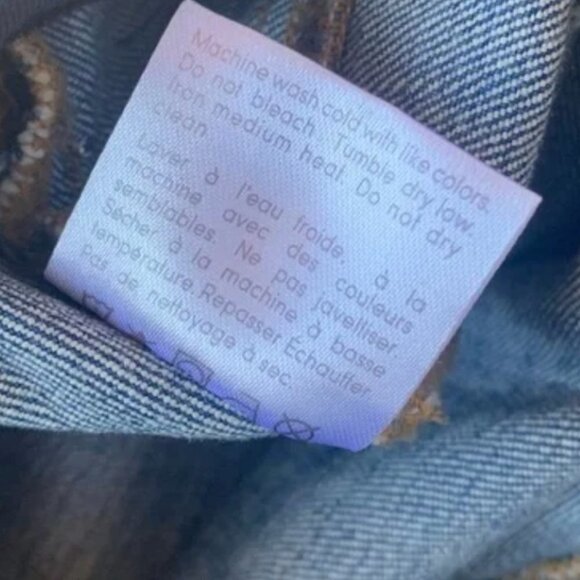 Machine wash cold with like colors.
Do not bleach. Tumble dry low.
Iron medium heat. Do not dry
clean.
Laver à l'eau froide, à la
machine avec des couleurs
semblables. Ne pas javelliser.
Sécher à la machine à basse
température. Repasser Échauffer.
Pas de nettoyage à sec.